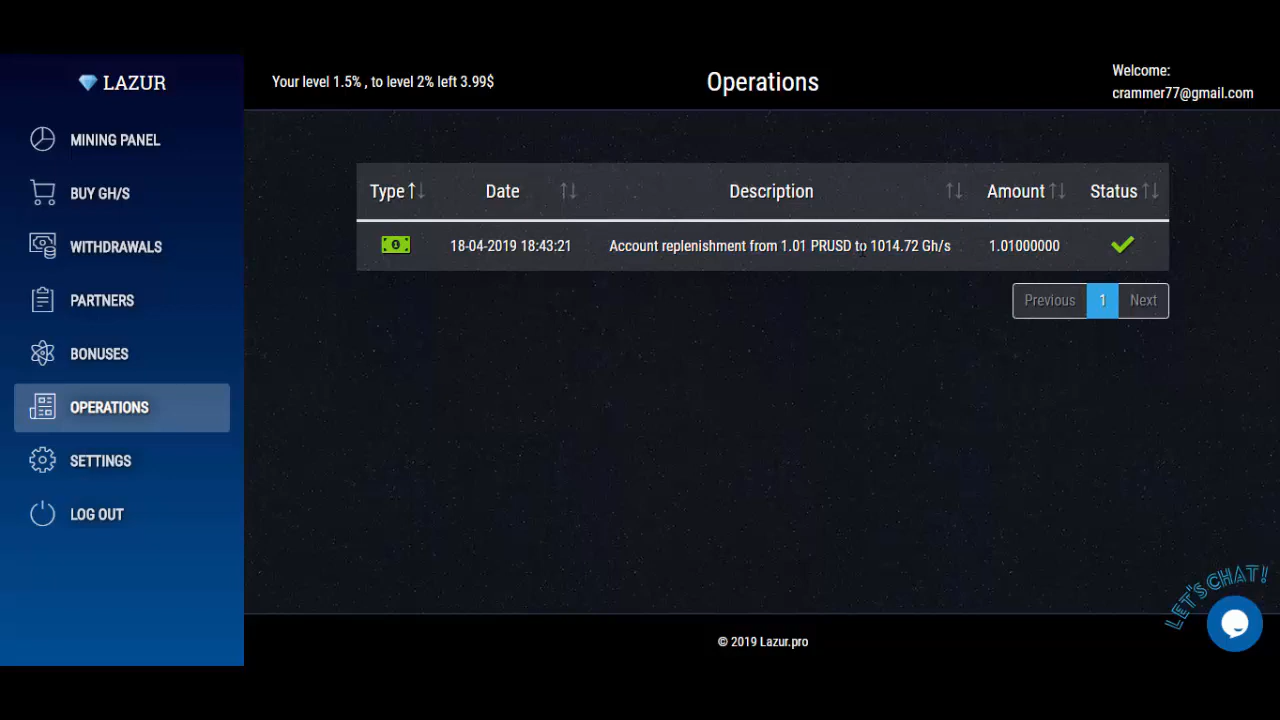 LAZUR
Your level 1.5% , to level 2% left 3.99$
Operations
Welcome:
crammer77@gmail.com
MINING PANEL
BUY GH/S
WITHDRAWALS
PARTNERS
BONUSES
OPERATIONS
SETTINGS
LOG OUT
Type Date Description Amount Status
18-04-2019 18:43:21 Account replenishment from 1.01 PRUSD to 1014.72 Gh/s 1.01000000
Previous 1 Next
LET'S CHAT!
© 2019 Lazur.pro